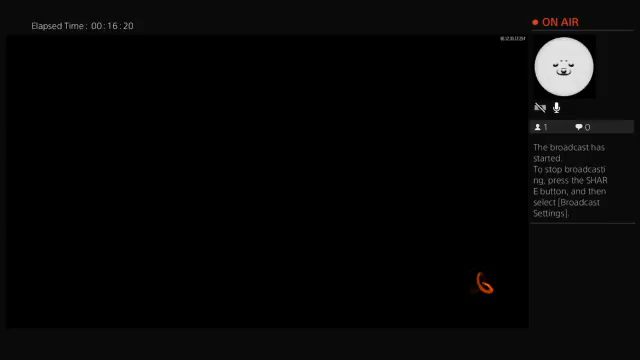 Elapsed Time: 00:16:20
ON AIR
1
0
The broadcast has
started.
To stop broadcasti
ng, press the SHAR
E button, and then
select [Broadcast
Settings].